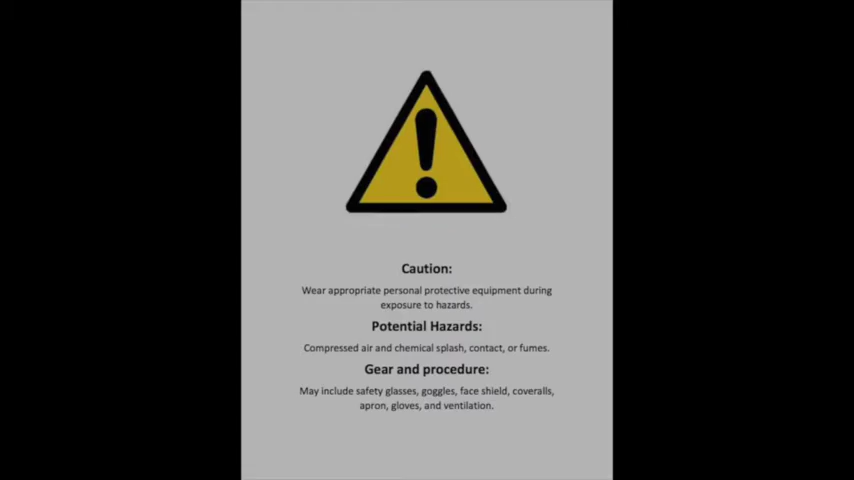 Caution:
Wear appropriate personal protective equipment during
exposure to hazards.
Potential Hazards:
Compressed air and chemical splash, contact, or fumes.
Gear and procedure:
May include safety glasses, goggles, face shield, coveralls,
apron, gloves, and ventilation.